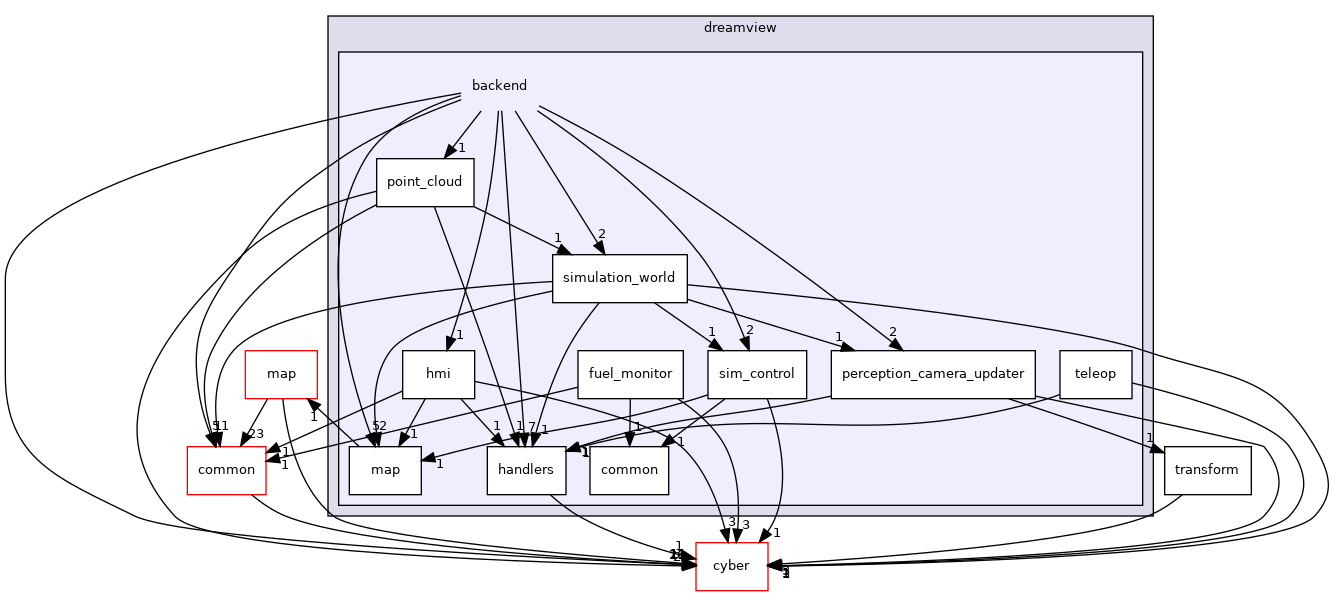 dreamview
backend
1
point_cloud
1
2
simulation_world
1
1
2
1
2
map
hmi
fuel_monitor
sim_control
perception_camera_updater
teleop
1
23
1
1
1
7
1
1
1
1
1
1
common
map
handlers
common
transform
3
3
1
1
cyber